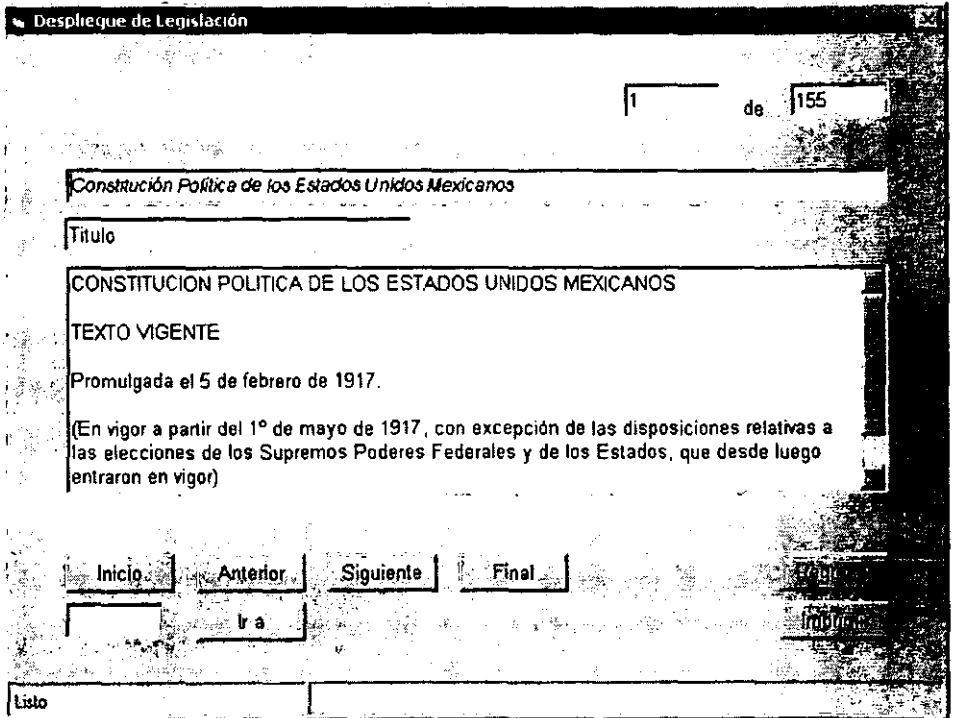 Despliegue de Legislación
1 de 155
Constitución Política de los Estados Unidos Mexicanos
Titulo
CONSTITUCION POLITICA DE LOS ESTADOS UNIDOS MEXICANOS
TEXTO VIGENTE
Promulgada el 5 de febrero de 1917.
(En vigor a partir del 1º de mayo de 1917, con excepción de las disposiciones relativas a
las elecciones de los Supremos Poderes Federales y de los Estados, que desde luego
entraron en vigor)
Inicio Anterior Siguiente Final
Ir a Imprimir
Listo